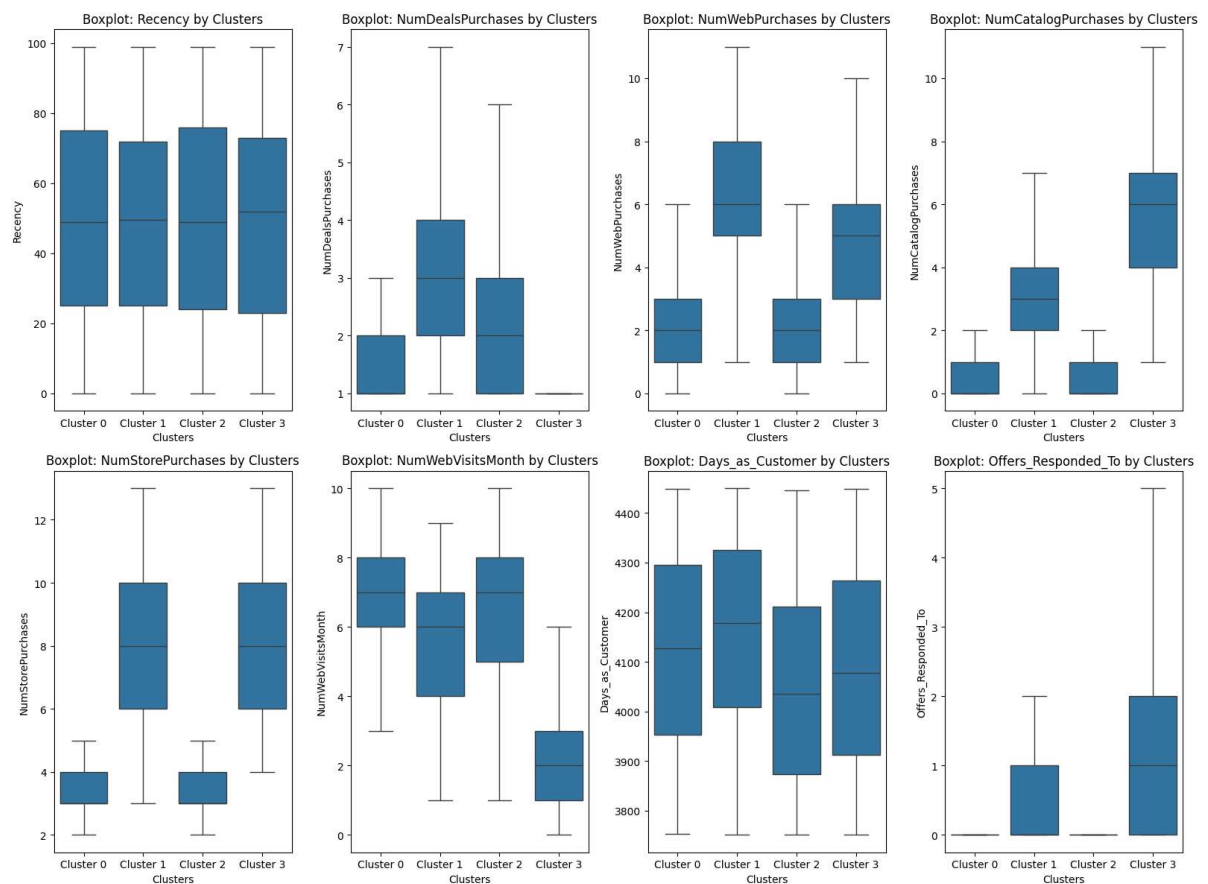 Boxplot: Recency by Clusters
Recency
100
80
60
40
20
0
Cluster 0 Cluster 1 Cluster 2 Cluster 3
Clusters
Boxplot: NumDealsPurchases by Clusters
NumDealsPurchases
7
6
5
4
3
2
1
Cluster 0 Cluster 1 Cluster 2 Cluster 3
Clusters
Boxplot: NumWebPurchases by Clusters
NumWebPurchases
10
8
6
4
2
0
Cluster 0 Cluster 1 Cluster 2 Cluster 3
Clusters
Boxplot: NumCatalogPurchases by Clusters
NumCatalogPurchases
10
8
6
4
2
0
Cluster 0 Cluster 1 Cluster 2 Cluster 3
Clusters
Boxplot: NumStorePurchases by Clusters
NumStorePurchases
12
10
8
6
4
2
Cluster 0 Cluster 1 Cluster 2 Cluster 3
Clusters
Boxplot: NumWebVisitsMonth by Clusters
NumWebVisitsMonth
10
8
6
4
2
0
Cluster 0 Cluster 1 Cluster 2 Cluster 3
Clusters
Boxplot: Days_as_Customer by Clusters
Days_as_Customer
4400
4300
4200
4100
4000
3900
3800
Cluster 0 Cluster 1 Cluster 2 Cluster 3
Clusters
Boxplot: Offers_Responded_To by Clusters
Offers_Responded_To
5
4
3
2
1
0
Cluster 0 Cluster 1 Cluster 2 Cluster 3
Clusters